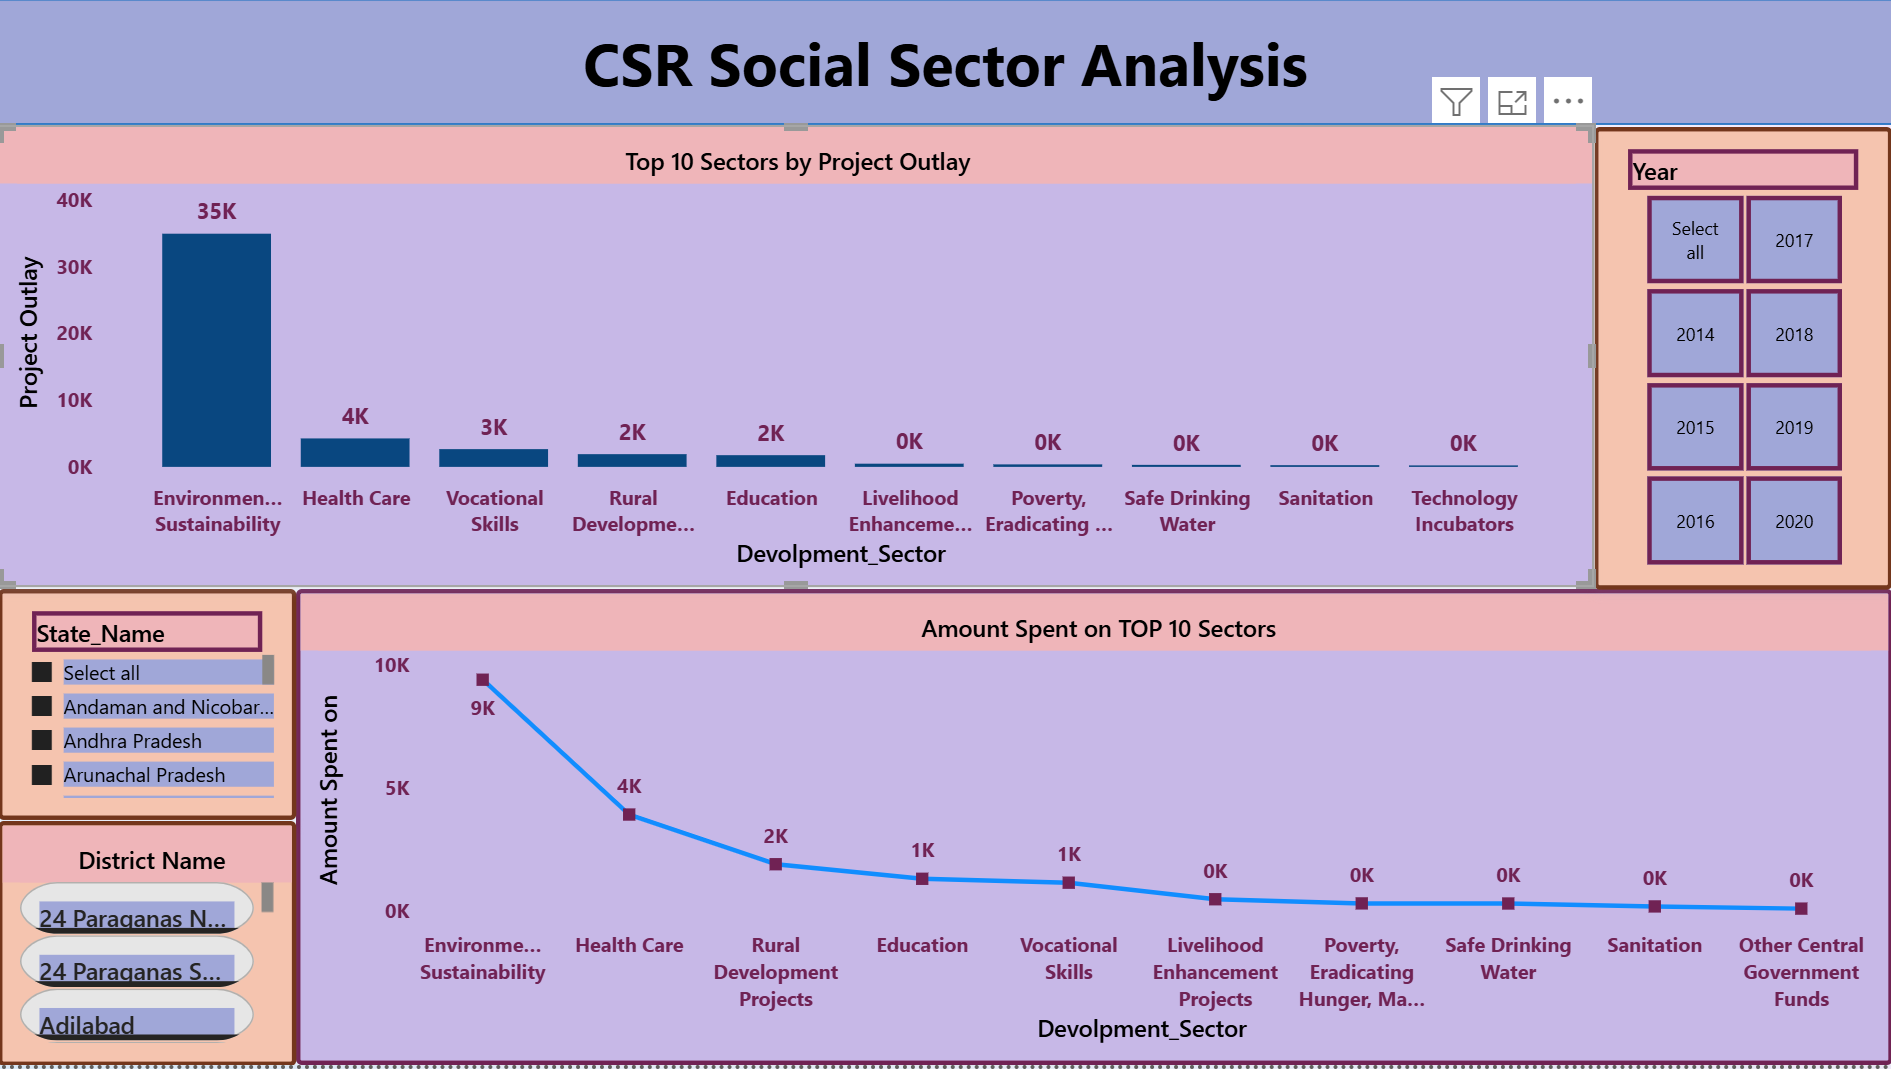 CSR Social Sector Analysis
Top 10 Sectors by Project Outlay
Project Outlay
40K
30K
20K
10K
0K
35K
4K
3K
2K
2K
0K
0K
0K
0K
0K
Environmen...
Sustainability
Health Care
Vocational
Skills
Rural
Developme...
Education
Livelihood
Enhanceme...
Poverty,
Eradicating ...
Safe Drinking
Water
Sanitation
Technology
Incubators
Devolpment_Sector
Year
Select
all
2017
2014
2018
2015
2019
2016
2020
State_Name
Select all
Andaman and Nicobar...
Andhra Pradesh
Arunachal Pradesh
District Name
24 Paraganas N...
24 Paraganas S...
Adilabad
Amount Spent on TOP 10 Sectors
Amount Spent on
10K
5K
0K
9K
4K
2K
1K
1K
0K
0K
0K
0K
0K
Environme...
Sustainability
Health Care
Rural
Development
Projects
Education
Vocational
Skills
Livelihood
Enhancement
Projects
Poverty,
Eradicating
Hunger, Ma...
Safe Drinking
Water
Sanitation
Other Central
Government
Funds
Devolpment_Sector